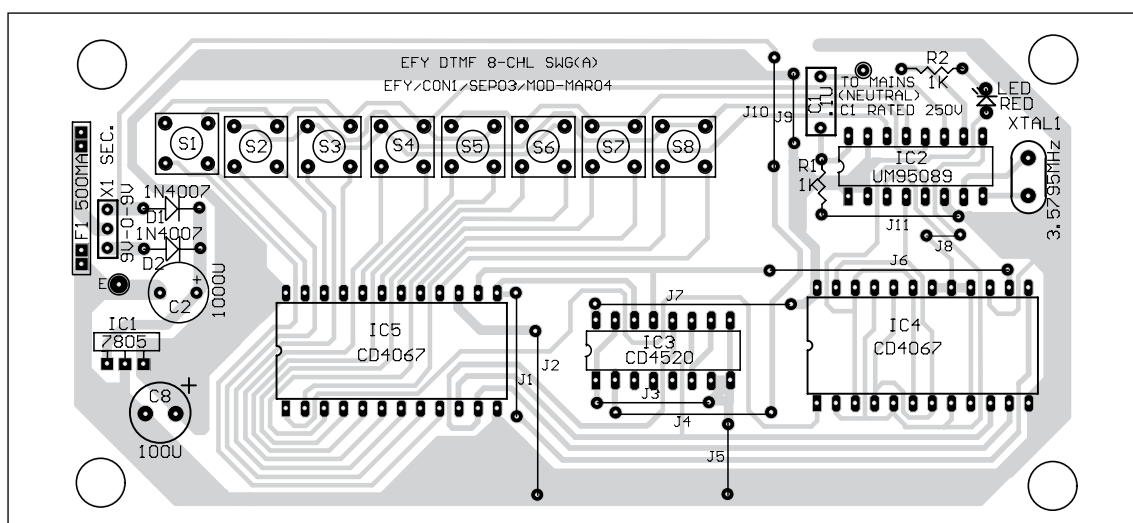 EFY DTMF 8-CHL SWG(A)
EFY/CON1/SEP03/MOD-MAR04
R2
1K
LED
RED
TO MAINS
(NEUTRAL)
C1 RATED 250V
C1
.1U
J10
J9
XTAL1
3.5795MHz
F1 500MA
X1 SEC.
9V-0-9V
S1
S2
S3
S4
S5
S6
S7
S8
IC2
UM95089
R1
1K
1N4007
D1
1N4007
D2
J11
J8
J6
E
C2
+
1000U
J7
IC1
7805
IC5
CD4067
IC3
CD4520
IC4
CD4067
J1
J2
J3
J4
J5
C8
+
100U